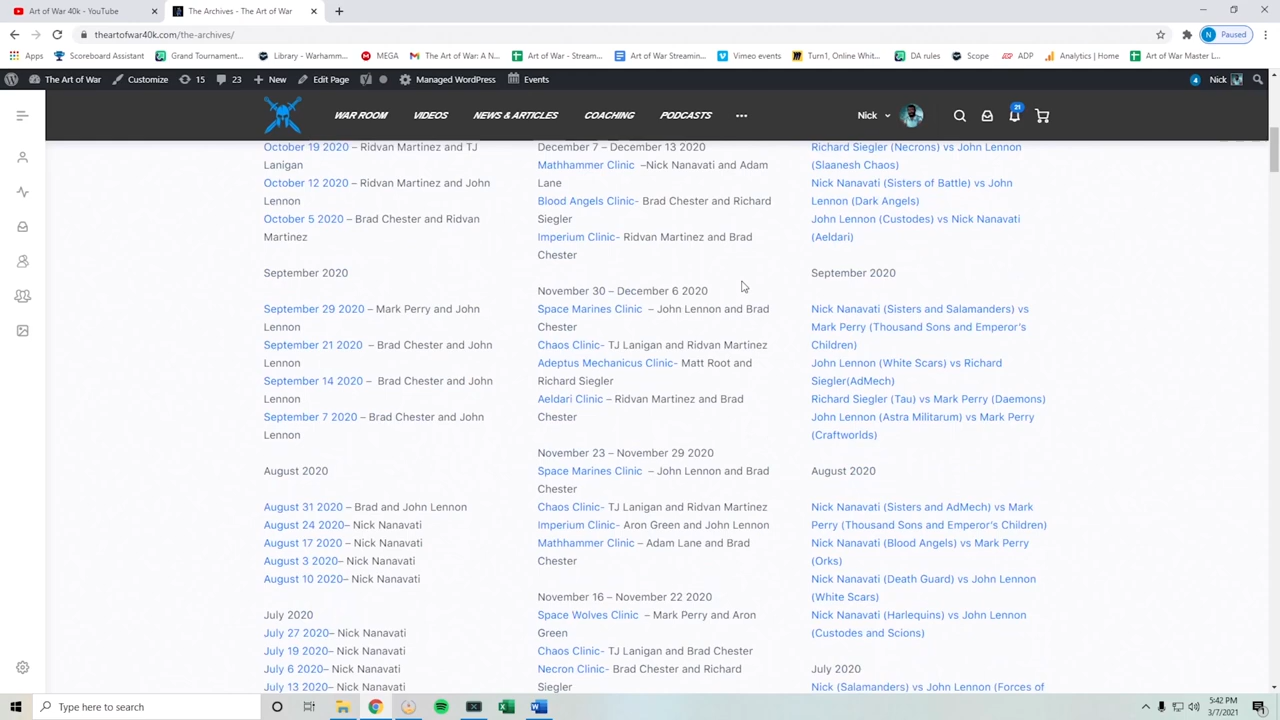 Art of War 40k - YouTube
The Archives - The Art of War
theartofwar40k.com/the-archives/
Paused
Apps
Scoreboard Assistant
Grand Tournament...
Library - Warhamm...
MEGA
The Art of War: A N...
Art of War - Stream...
Art of War Streamin...
Vimeo events
Turn1, Online Whit...
DA rules
Scope
ADP
Analytics | Home
Art of War Master L...
The Art of War
Customize
15
23
New
Edit Page
Managed WordPress
Events
4
Nick
WAR ROOM
VIDEOS
NEWS & ARTICLES
COACHING
PODCASTS
Nick
21
October 19 2020 – Ridvan Martinez and TJ
Lanigan
October 12 2020 – Ridvan Martinez and John
Lennon
October 5 2020 – Brad Chester and Ridvan
Martinez
September 2020
September 29 2020 – Mark Perry and John
Lennon
September 21 2020 – Brad Chester and John
Lennon
September 14 2020 – Brad Chester and John
Lennon
September 7 2020 – Brad Chester and John
Lennon
August 2020
August 31 2020 – Brad and John Lennon
August 24 2020– Nick Nanavati
August 17 2020 – Nick Nanavati
August 3 2020– Nick Nanavati
August 10 2020– Nick Nanavati
July 2020
July 27 2020– Nick Nanavati
July 19 2020– Nick Nanavati
July 6 2020– Nick Nanavati
July 13 2020– Nick Nanavati
December 7 – December 13 2020
Mathhammer Clinic –Nick Nanavati and Adam
Lane
Blood Angels Clinic- Brad Chester and Richard
Siegler
Imperium Clinic- Ridvan Martinez and Brad
Chester
November 30 – December 6 2020
Space Marines Clinic – John Lennon and Brad
Chester
Chaos Clinic- TJ Lanigan and Ridvan Martinez
Adeptus Mechanicus Clinic- Matt Root and
Richard Siegler
Aeldari Clinic – Ridvan Martinez and Brad
Chester
November 23 – November 29 2020
Space Marines Clinic – John Lennon and Brad
Chester
Chaos Clinic- TJ Lanigan and Ridvan Martinez
Imperium Clinic- Aron Green and John Lennon
Mathhammer Clinic – Adam Lane and Brad
Chester
November 16 – November 22 2020
Space Wolves Clinic – Mark Perry and Aron
Green
Chaos Clinic- TJ Lanigan and Brad Chester
Necron Clinic- Brad Chester and Richard
Siegler
Richard Siegler (Necrons) vs John Lennon
(Slaanesh Chaos)
Nick Nanavati (Sisters of Battle) vs John
Lennon (Dark Angels)
John Lennon (Custodes) vs Nick Nanavati
(Aeldari)
September 2020
Nick Nanavati (Sisters and Salamanders) vs
Mark Perry (Thousand Sons and Emperor's
Children)
John Lennon (White Scars) vs Richard
Siegler(AdMech)
Richard Siegler (Tau) vs Mark Perry (Daemons)
John Lennon (Astra Militarum) vs Mark Perry
(Craftworlds)
August 2020
Nick Nanavati (Sisters and AdMech) vs Mark
Perry (Thousand Sons and Emperor's Children)
Nick Nanavati (Blood Angels) vs Mark Perry
(Orks)
Nick Nanavati (Death Guard) vs John Lennon
(White Scars)
Nick Nanavati (Harlequins) vs John Lennon
(Custodes and Scions)
July 2020
Nick (Salamanders) vs John Lennon (Forces of
Type here to search
5:42 PM
3/7/2021